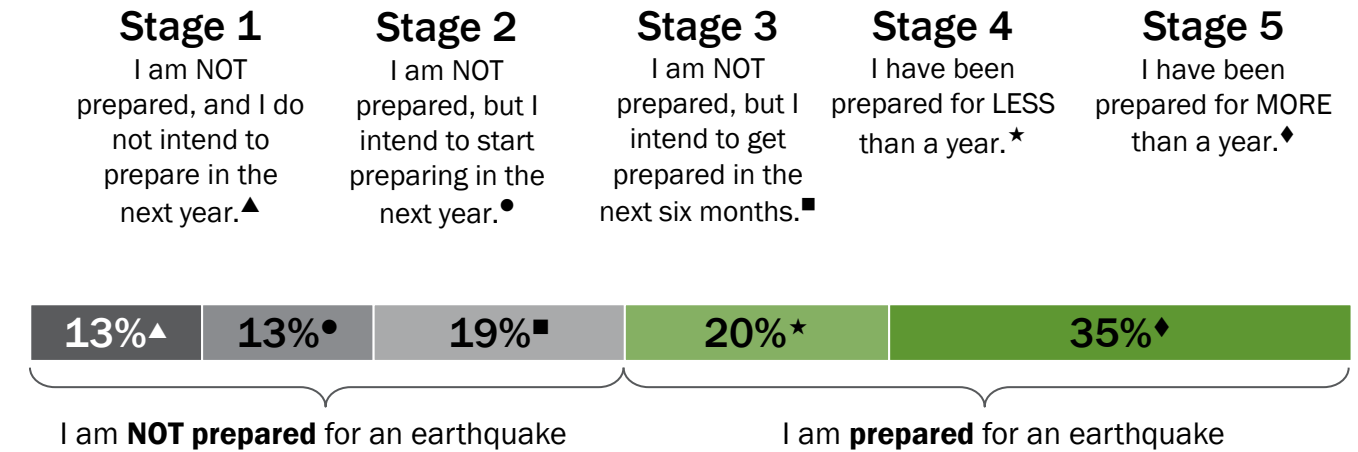 Stage 1
I am NOT
prepared, and I do
not intend to
prepare in the
next year.▲
Stage 2
I am NOT
prepared, but I
intend to start
preparing in the
next year.●
Stage 3
I am NOT
prepared, but I
intend to get
prepared in the
next six months.■
Stage 4
I have been
prepared for LESS
than a year.★
Stage 5
I have been
prepared for MORE
than a year.♦
13%▲
13%●
19%■
20%★
35%♦
I am NOT prepared for an earthquake
I am prepared for an earthquake